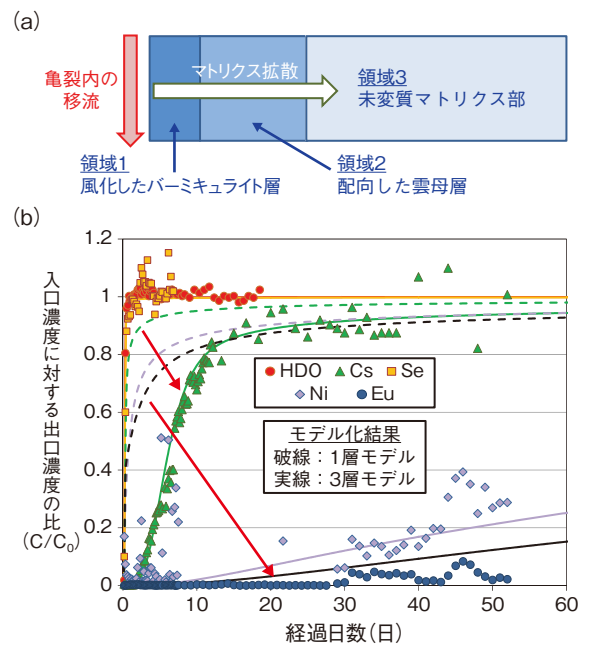 (a)
亀裂内の
移流
マトリクス拡散
領域3
未変質マトリクス部
領域1
風化したバーミキュライト層
領域2
配向した雲母層
(b)
入口濃度に対する出口濃度の比
(C/C₀)
1.2
1
0.8
0.6
0.4
0.2
0
HDO Cs Se
Ni Eu
モデル化結果
破線：1層モデル
実線：3層モデル
0 10 20 30 40 50 60
経過日数(日)